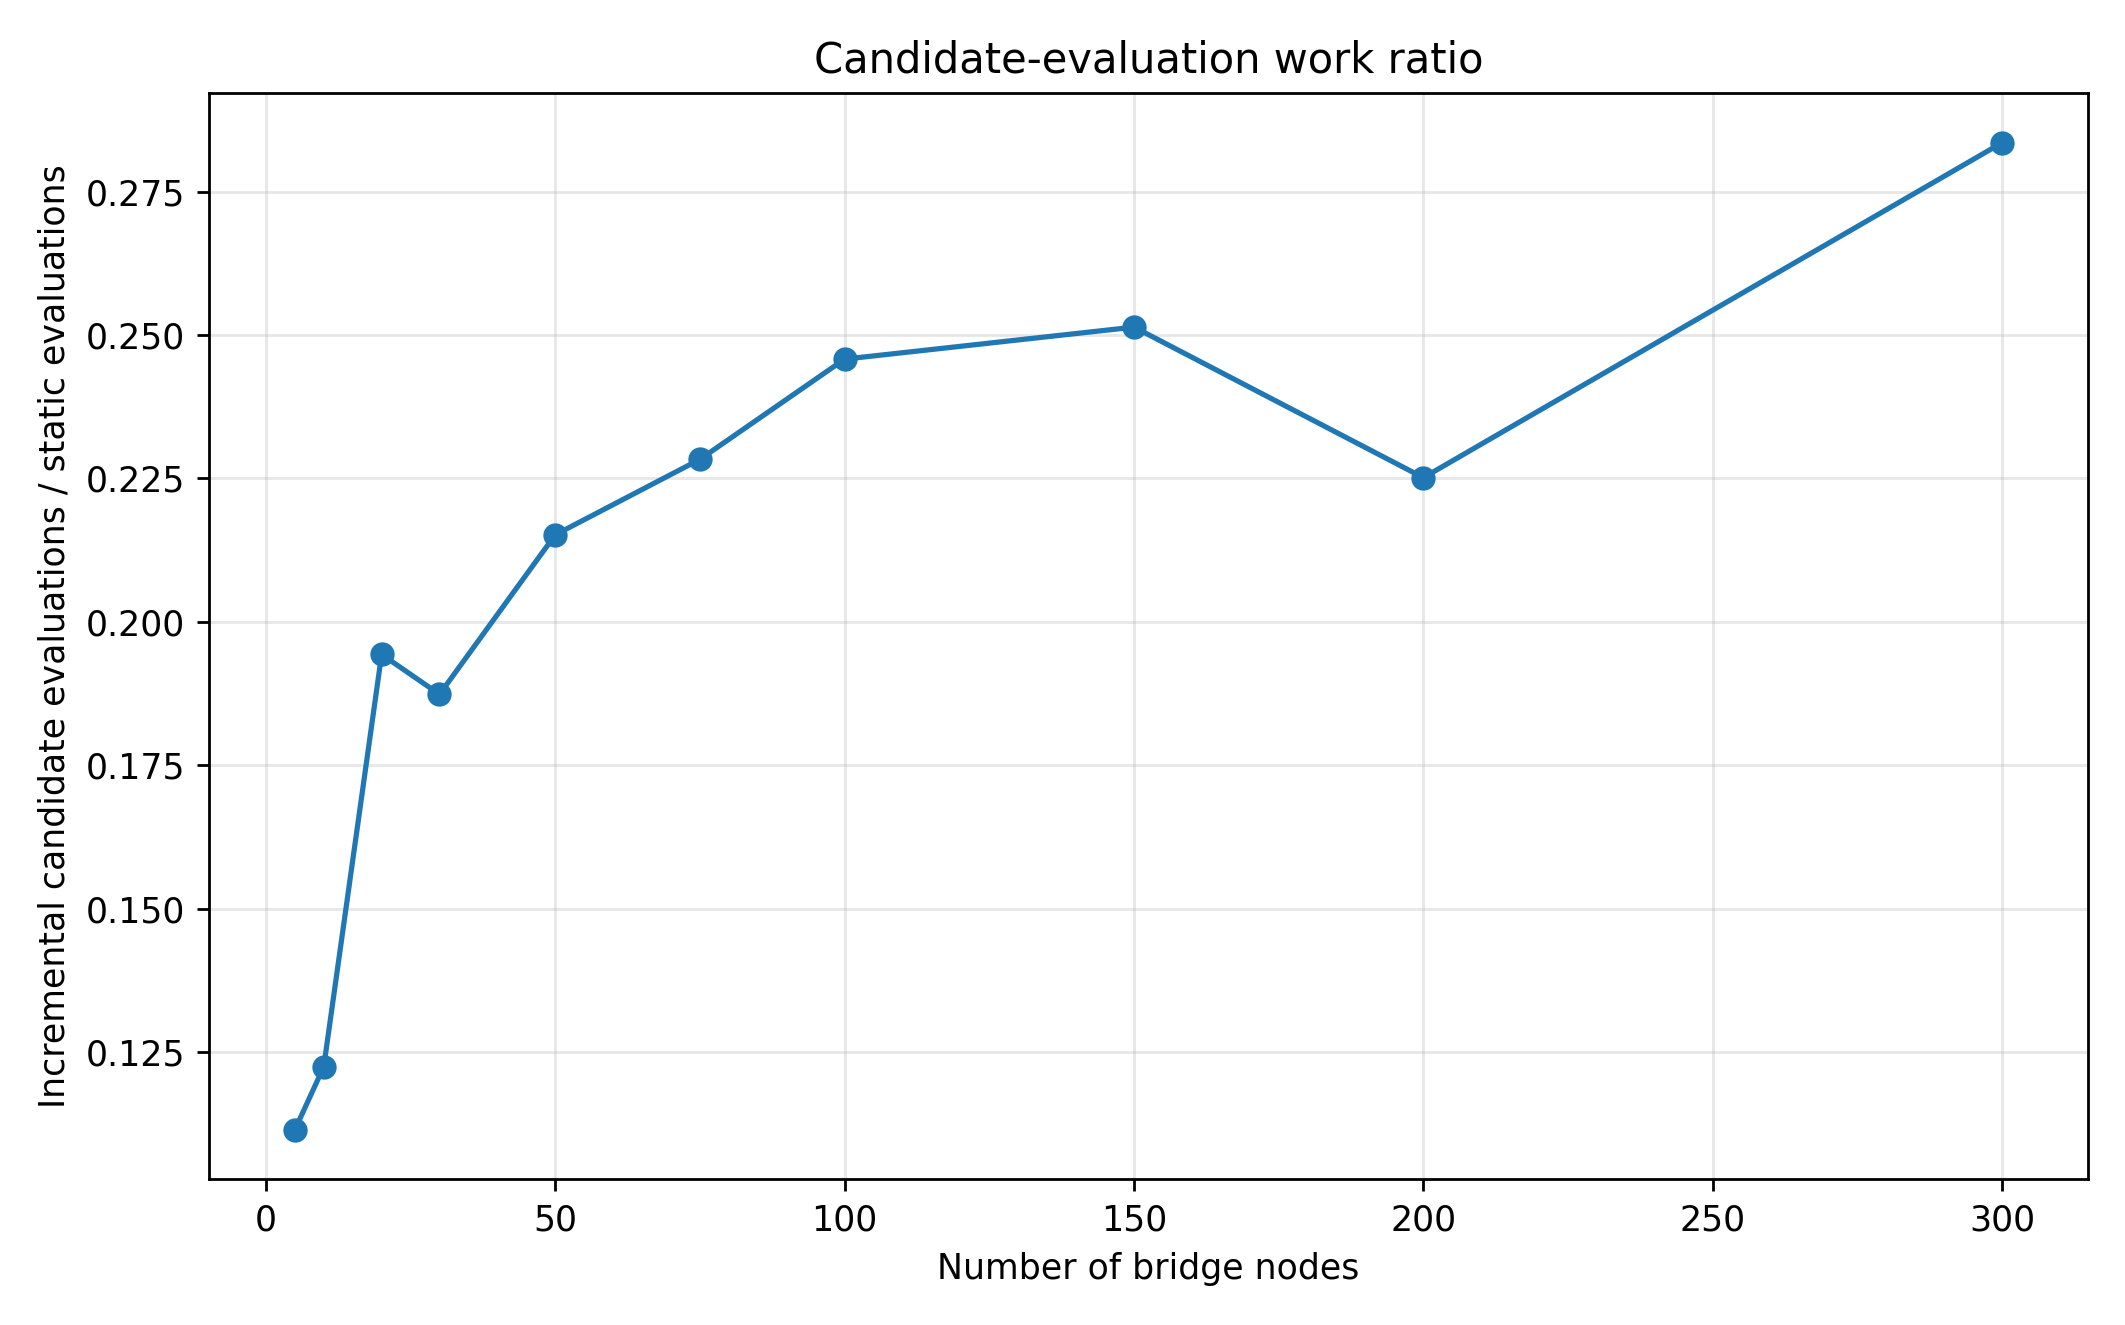 Candidate-evaluation work ratio
Incremental candidate evaluations / static evaluations
0.275
0.250
0.225
0.200
0.175
0.150
0.125
0 50 100 150 200 250 300
Number of bridge nodes